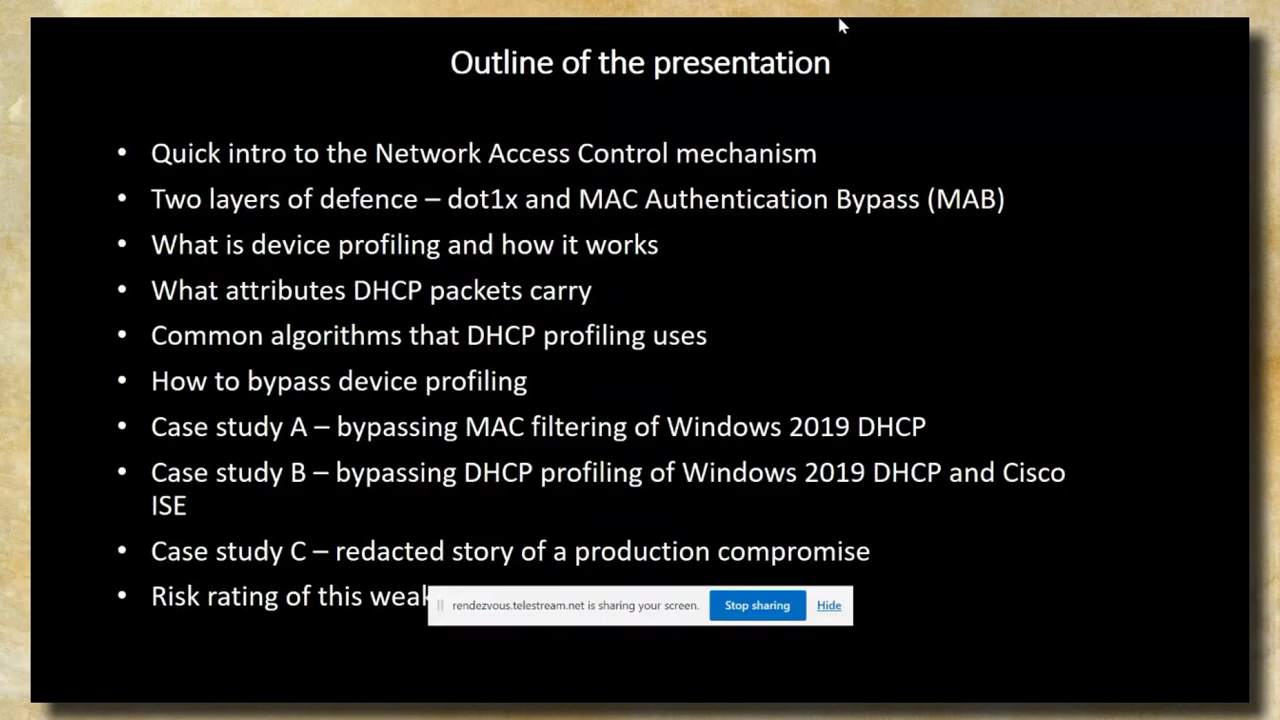 Outline of the presentation
• Quick intro to the Network Access Control mechanism
• Two layers of defence – dot1x and MAC Authentication Bypass (MAB)
• What is device profiling and how it works
• What attributes DHCP packets carry
• Common algorithms that DHCP profiling uses
• How to bypass device profiling
• Case study A – bypassing MAC filtering of Windows 2019 DHCP
• Case study B – bypassing DHCP profiling of Windows 2019 DHCP and Cisco
ISE
• Case study C – redacted story of a production compromise
• Risk rating of this
rendezvous.telestream.net is sharing your screen. Stop sharing Hide